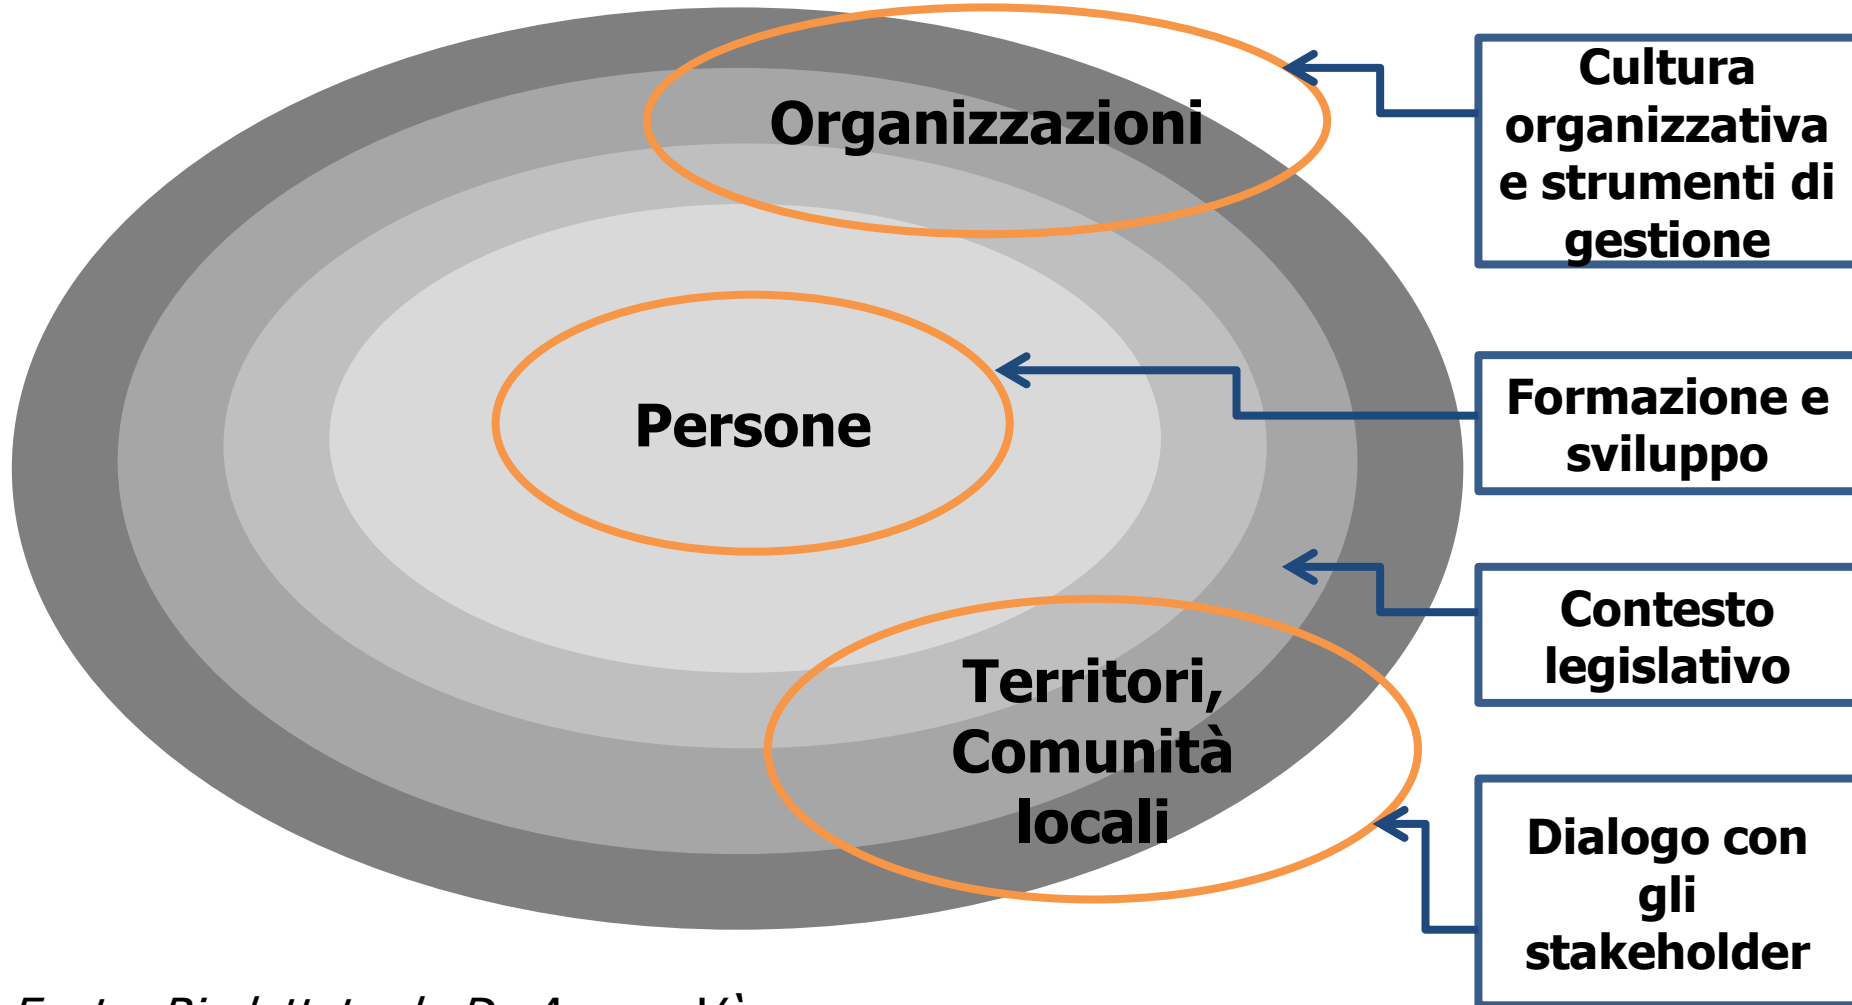 Organizzazioni
Persone
Territori,
Comunità
locali
Cultura
organizzativa
e strumenti di
gestione
Formazione e
sviluppo
Contesto
legislativo
Dialogo con
gli
stakeholder